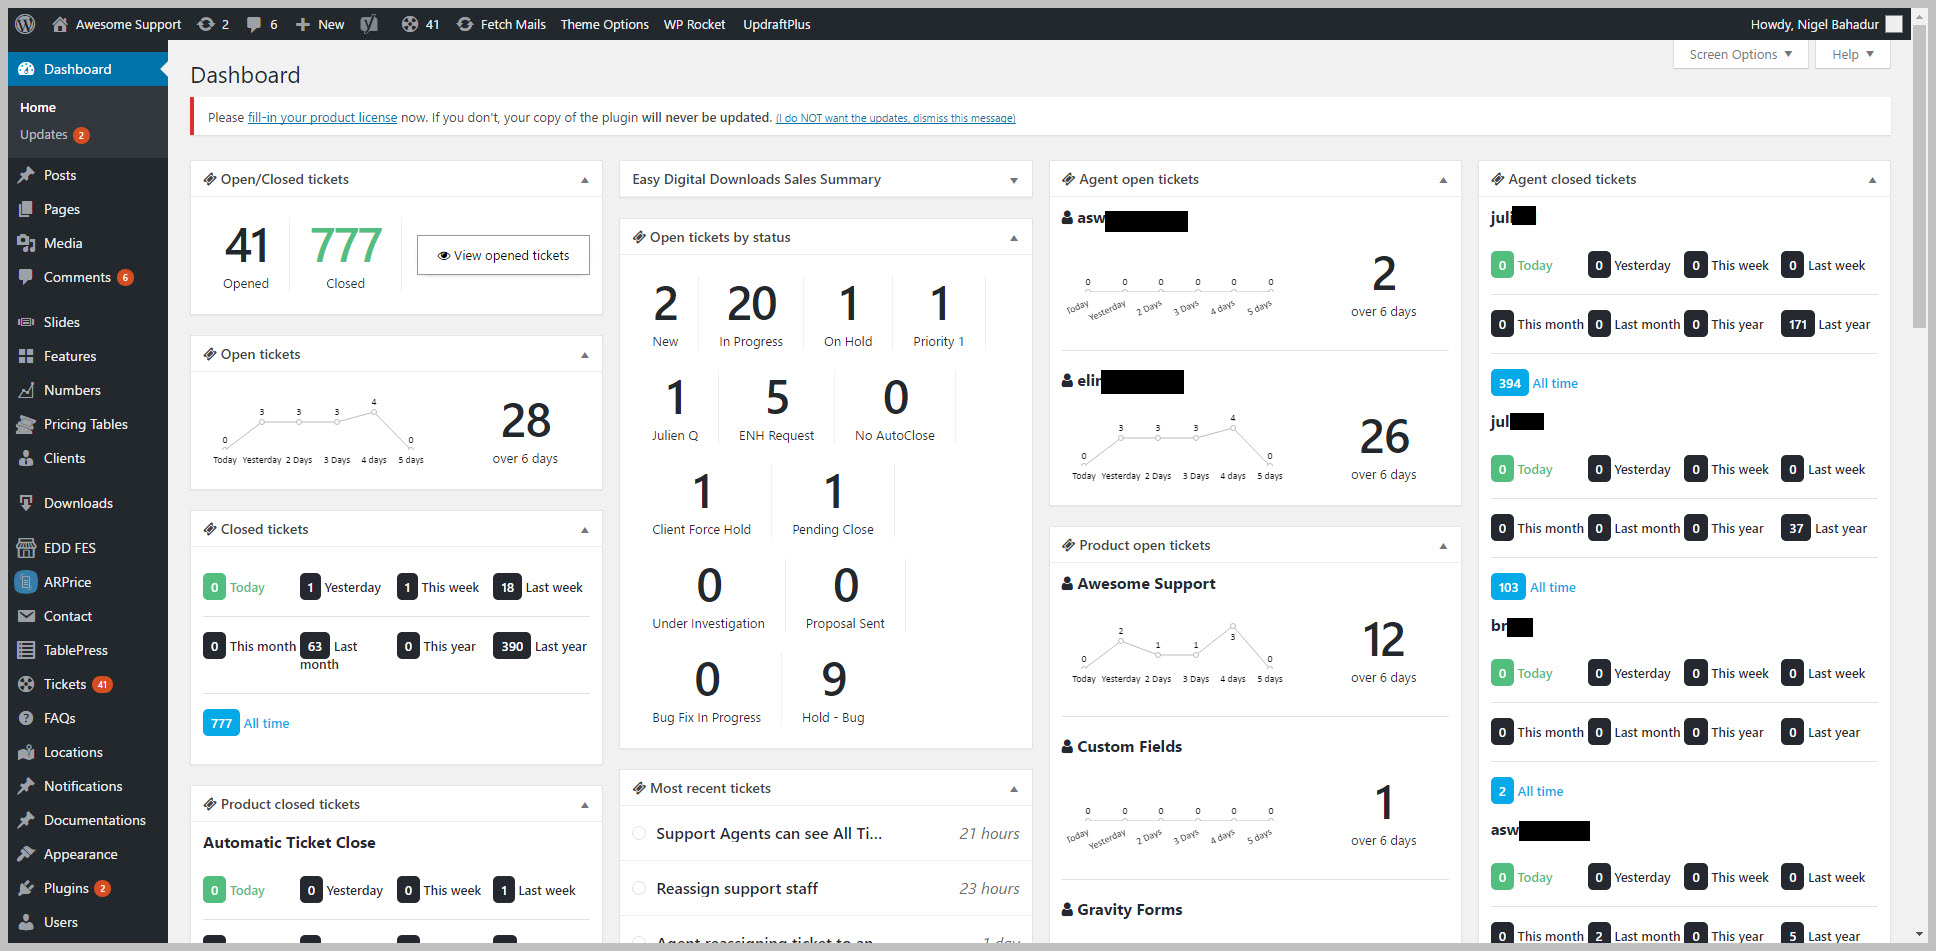 Awesome Support 2 6 New 41 Fetch Mails Theme Options WP Rocket UpdraftPlus Howdy, Nigel Bahadur
Dashboard
Home
Updates 2
Posts
Pages
Media
Comments 6
Slides
Features
Numbers
Pricing Tables
Clients
Downloads
EDD FES
ARPrice
Contact
TablePress
Tickets 41
FAQs
Locations
Notifications
Documentations
Appearance
Plugins 2
Users
Screen Options Help
Dashboard
Please fill-in your product license now. If you don't, your copy of the plugin will never be updated. (I do NOT want the updates, dismiss this message)
Open/Closed tickets
41 777
View opened tickets
Opened Closed
Open tickets
0 3 3 3 4 0
Today Yesterday 2 Days 3 Days 4 days 5 days
28
over 6 days
Closed tickets
0 Today 1 Yesterday 1 This week 18 Last week
0 This month 63 Last month 0 This year 390 Last year
777 All time
Product closed tickets
Automatic Ticket Close
0 Today 0 Yesterday 0 This week 1 Last week
Easy Digital Downloads Sales Summary
Open tickets by status
2 20 1 1
New In Progress On Hold Priority 1
1 5 0
Julien Q ENH Request No AutoClose
1 1
Client Force Hold Pending Close
0 0
Under Investigation Proposal Sent
0 9
Bug Fix In Progress Hold - Bug
Most recent tickets
Support Agents can see All Ti... 21 hours
Reassign support staff 23 hours
Agent reassigning ticket to an 1 day
Agent open tickets
asw
0 0 0 0 0 0
Today Yesterday 2 Days 3 Days 4 days 5 days
2
over 6 days
elin
0 3 3 3 4 0
Today Yesterday 2 Days 3 Days 4 days 5 days
26
over 6 days
Product open tickets
Awesome Support
0 2 1 1 3 0
Today Yesterday 2 Days 3 Days 4 days 5 days
12
over 6 days
Custom Fields
0 0 0 0 0 0
Today Yesterday 2 Days 3 Days 4 days 5 days
1
over 6 days
Gravity Forms
Agent closed tickets
juli
0 Today 0 Yesterday 0 This week 0 Last week
0 This month 0 Last month 0 This year 171 Last year
394 All time
jul
0 Today 0 Yesterday 0 This week 0 Last week
0 This month 0 Last month 0 This year 37 Last year
103 All time
br
0 Today 0 Yesterday 0 This week 0 Last week
0 This month 0 Last month 0 This year 0 Last year
2 All time
asw
0 Today 0 Yesterday 0 This week 0 Last week
0 This month 2 Last month 0 This year 5 Last year